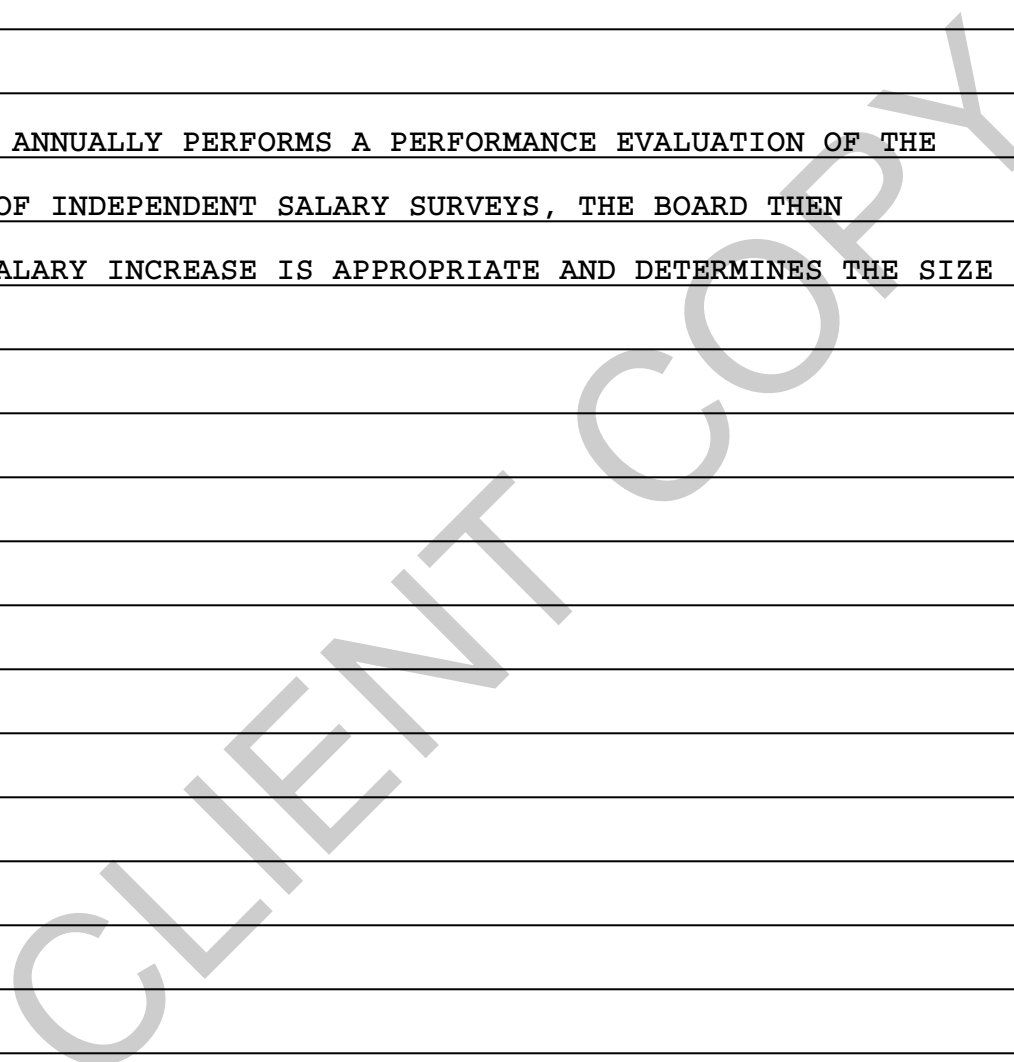 ANNUALLY PERFORMS A PERFORMANCE EVALUATION OF THE
OF INDEPENDENT SALARY SURVEYS, THE BOARD THEN
ALARY INCREASE IS APPROPRIATE AND DETERMINES THE SIZE
CLIENT COPY